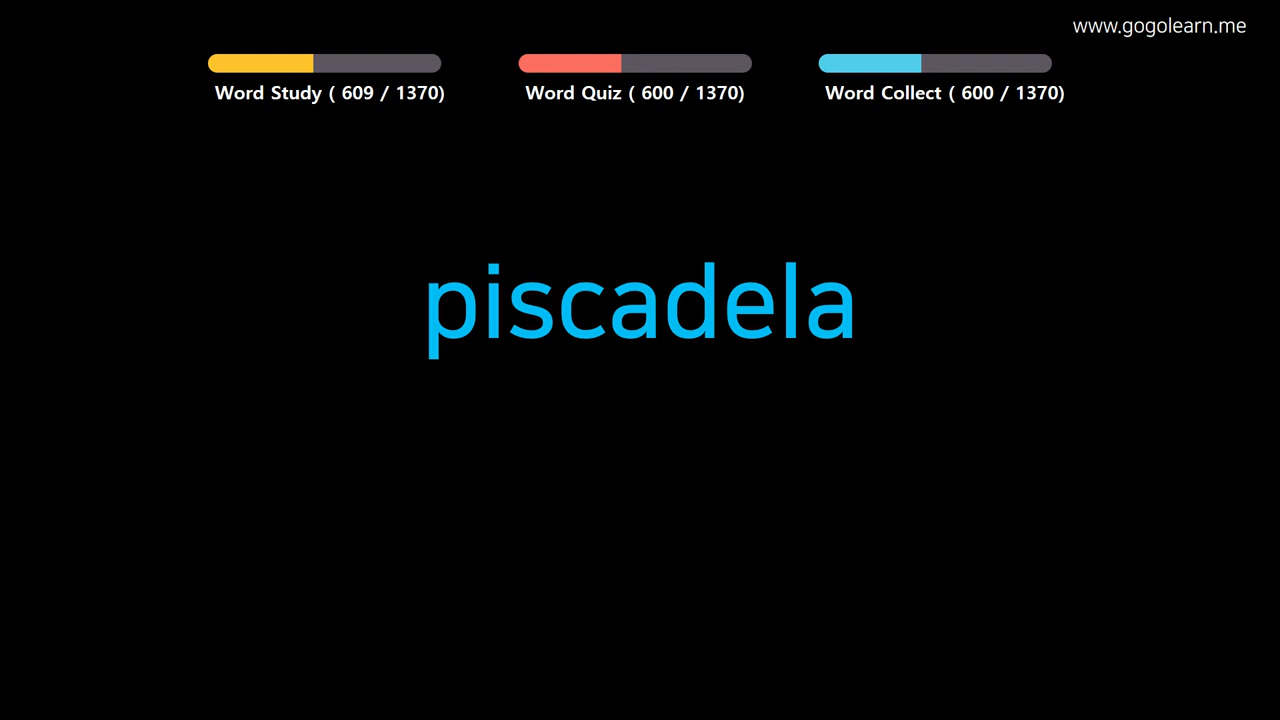 www.gogolearn.me
Word Study ( 609 / 1370)
Word Quiz ( 600 / 1370)
Word Collect ( 600 / 1370)
piscadela